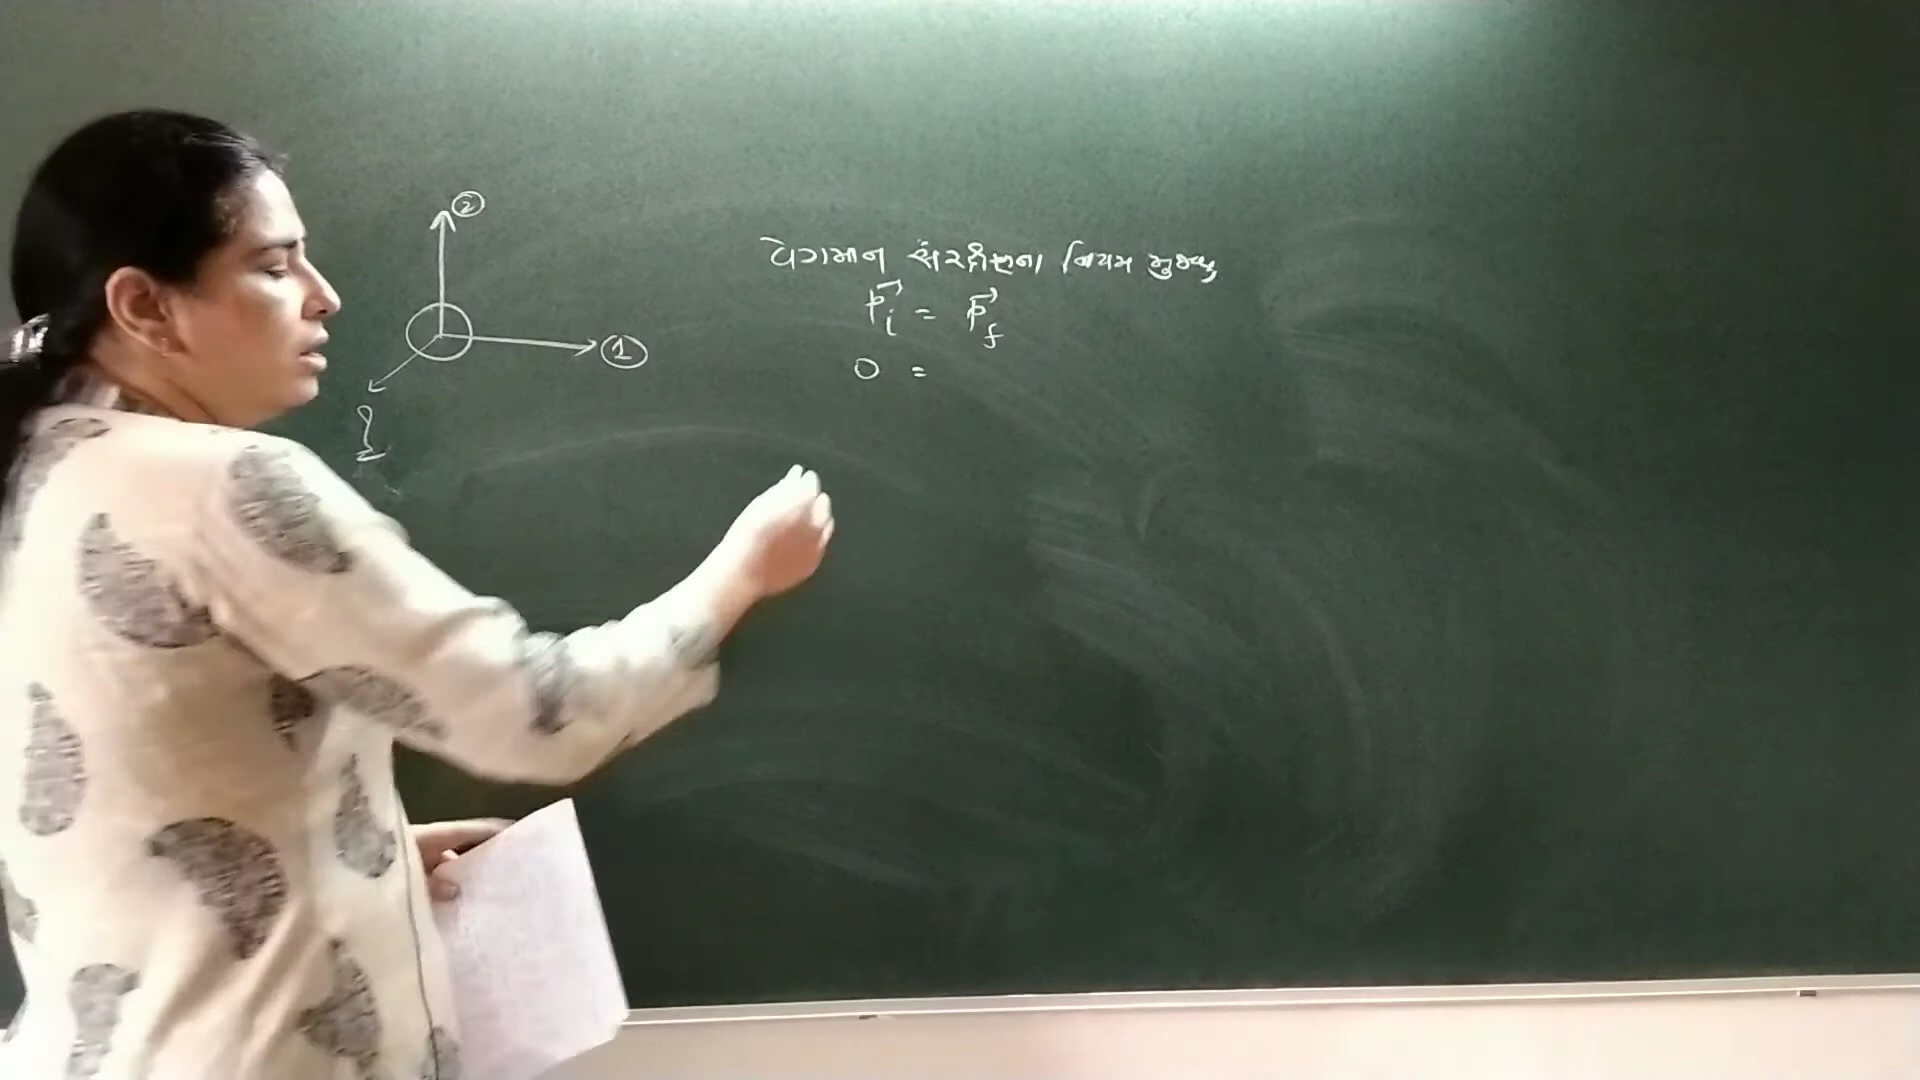 ②
①
વેગમાન સંરક્ષણના નિયમ મુજબ,
p⃗i = p⃗f
0 =